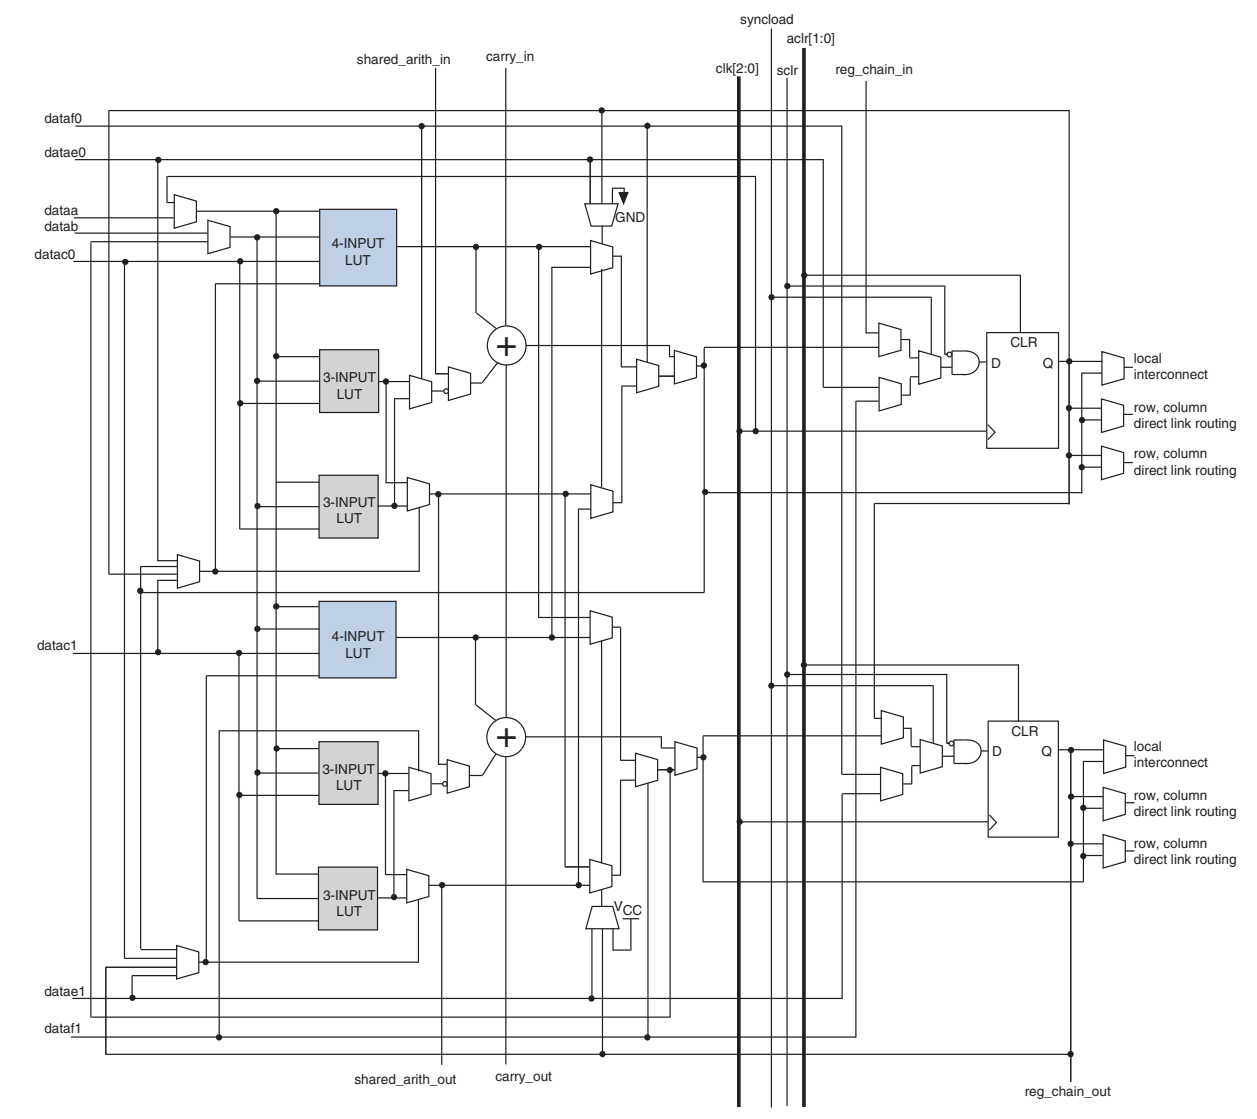 syncload
aclr[1:0]
shared_arith_in
carry_in
clk[2:0]
sclr
reg_chain_in
dataf0
datae0
dataa
datab
datac0
GND
4-INPUT
LUT
3-INPUT
LUT
+
CLR
D
Q
local
interconnect
row, column
direct link routing
row, column
direct link routing
3-INPUT
LUT
datac1
4-INPUT
LUT
3-INPUT
LUT
+
CLR
D
Q
local
interconnect
row, column
direct link routing
row, column
direct link routing
3-INPUT
LUT
VCC
datae1
dataf1
shared_arith_out
carry_out
reg_chain_out